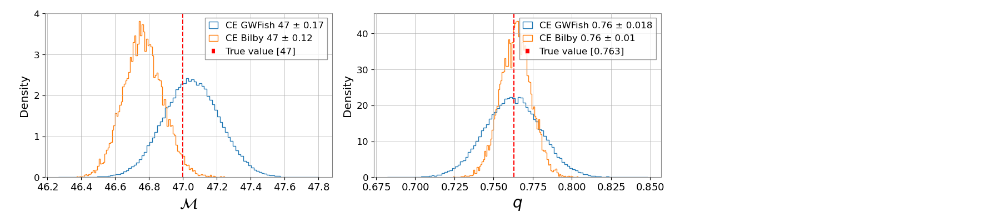 4
3
2
1
0
Density
46.2 46.4 46.6 46.8 47.0 47.2 47.4 47.6 47.8
ℳ
CE GWFish 47 ± 0.17
CE Bilby 47 ± 0.12
True value [47]
40
30
20
10
0
Density
0.675 0.700 0.725 0.750 0.775 0.800 0.825 0.850
q
CE GWFish 0.76 ± 0.018
CE Bilby 0.76 ± 0.01
True value [0.763]